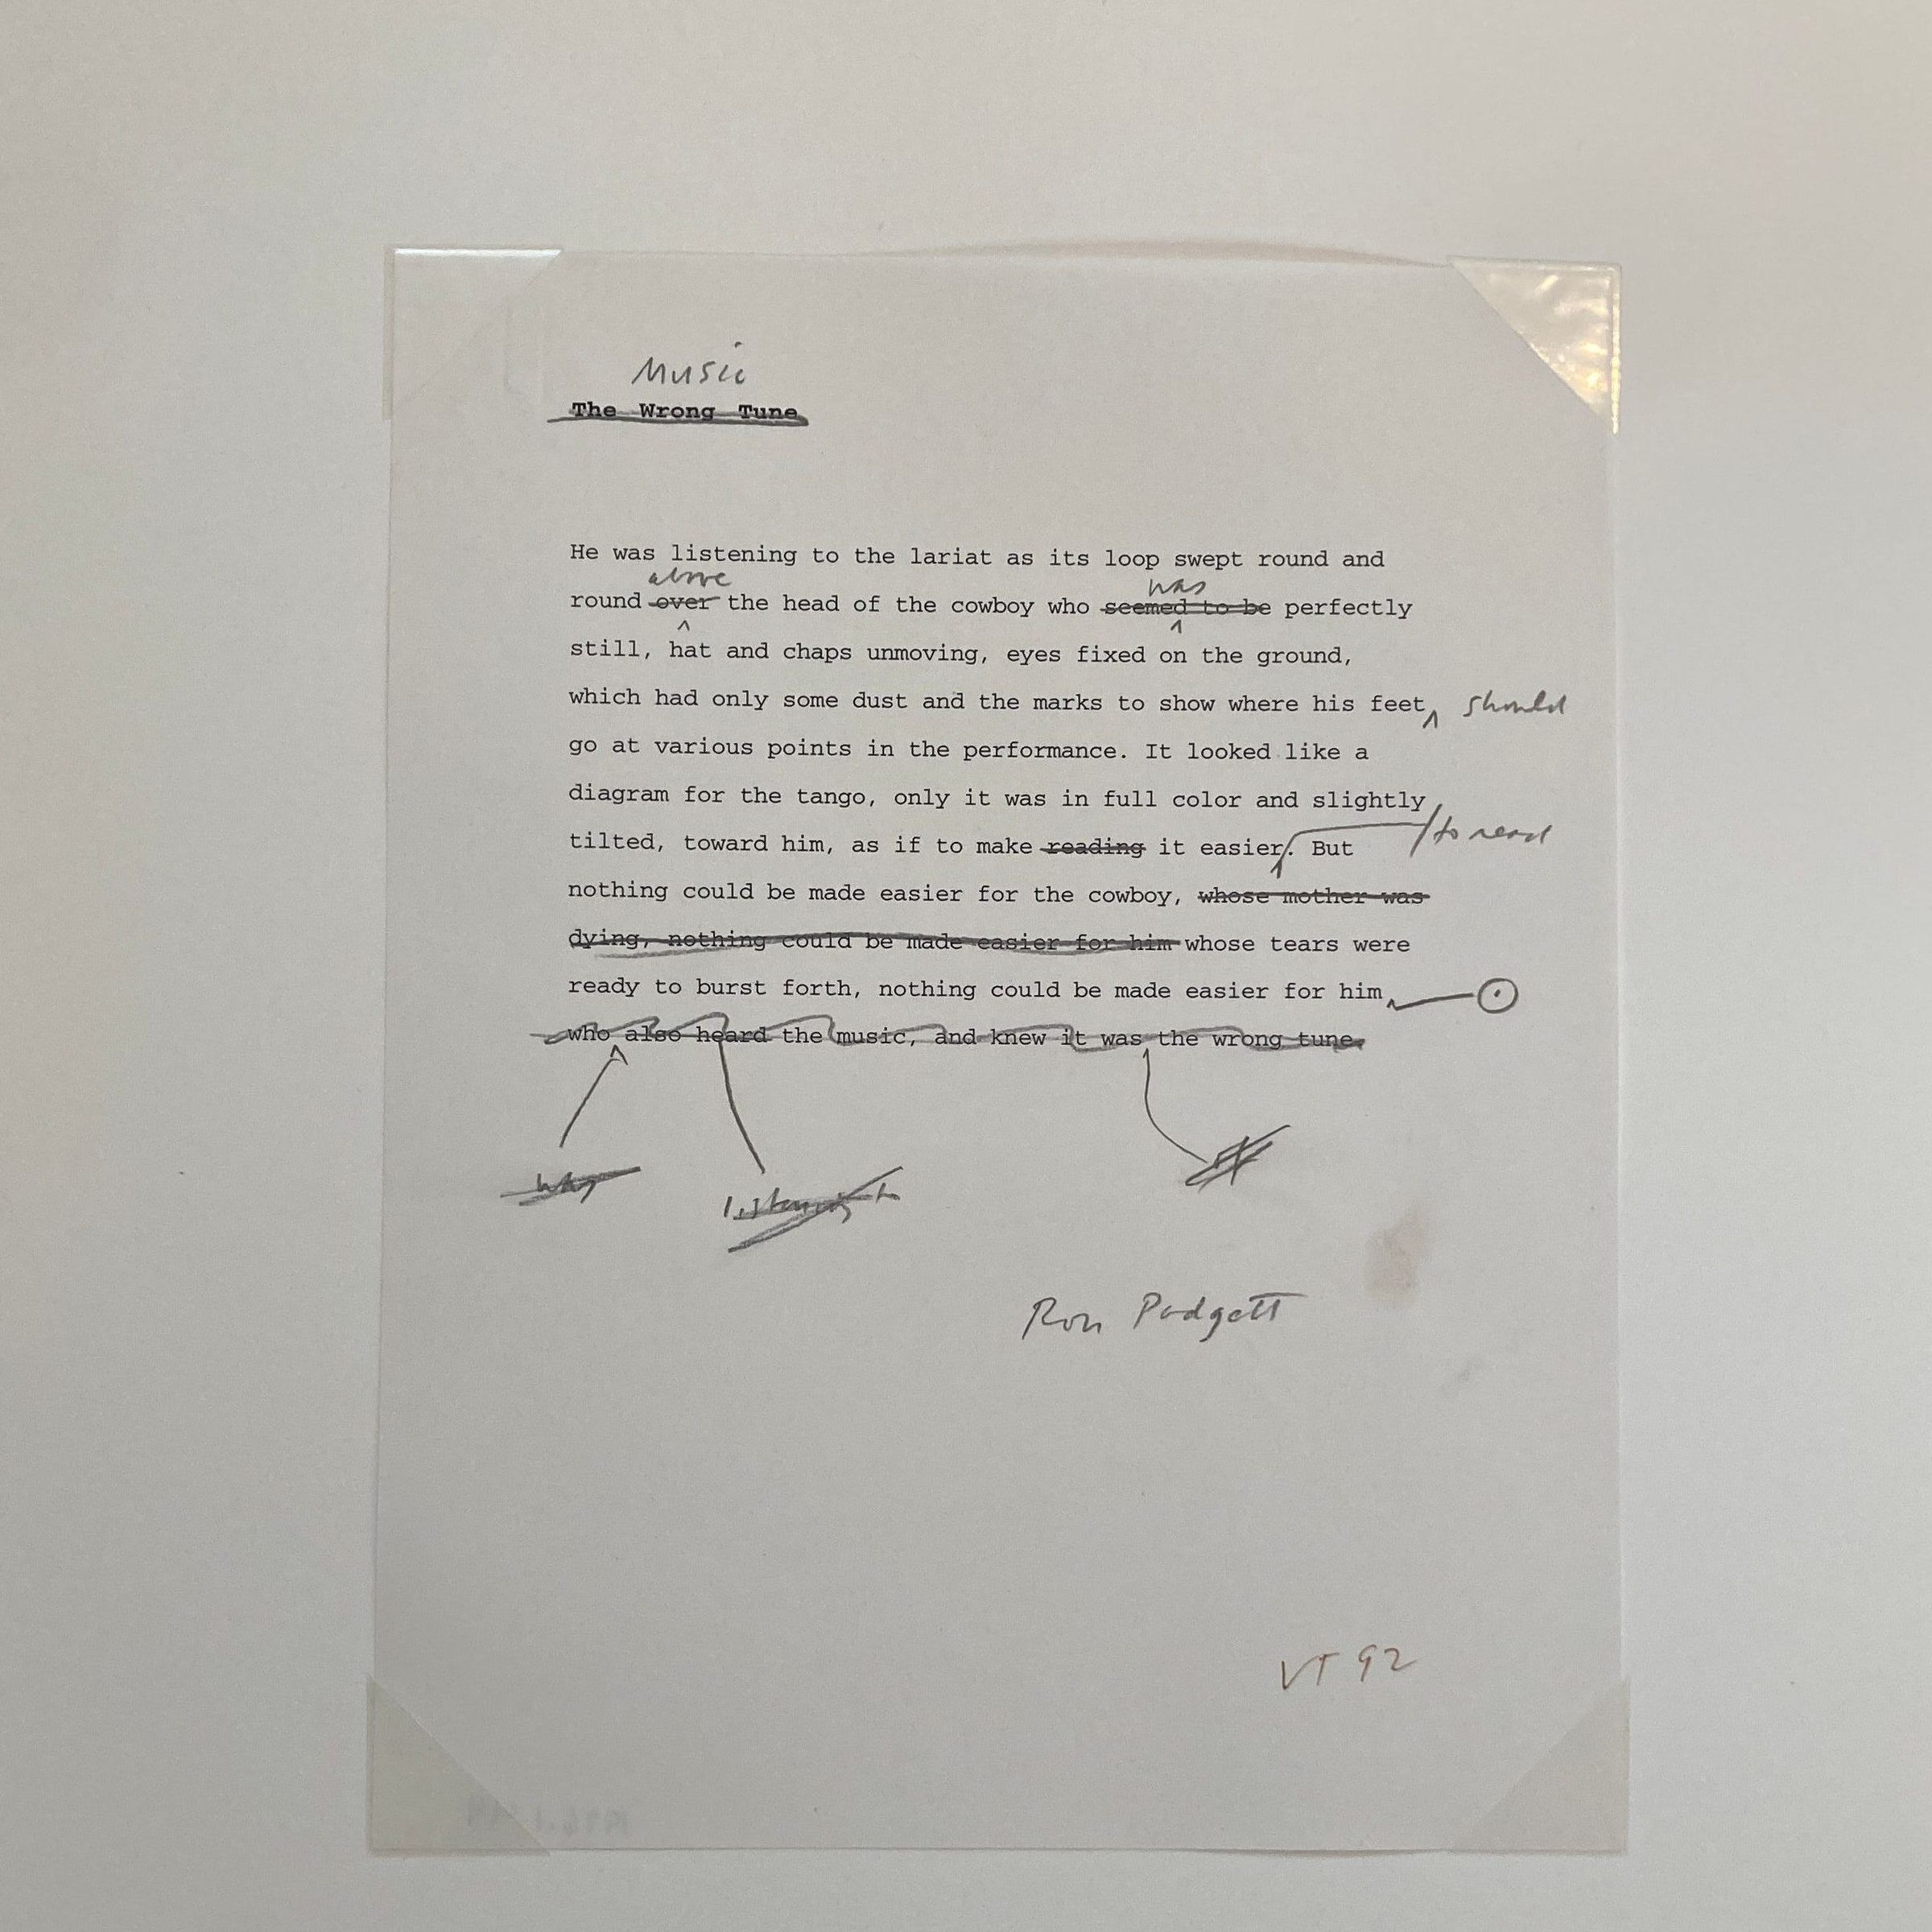 Music
The Wrong Tune
He was listening to the lariat as its loop swept round and
above was
round over the head of the cowboy who seemed to be perfectly
still, hat and chaps unmoving, eyes fixed on the ground,
which had only some dust and the marks to show where his feet should
go at various points in the performance. It looked like a
diagram for the tango, only it was in full color and slightly
tilted, toward him, as if to make reading it easier. But /to read
nothing could be made easier for the cowboy, whose mother was
dying, nothing could be made easier for him whose tears were
ready to burst forth, nothing could be made easier for him
who also heard the music, and knew it was the wrong tune.
was
listening to
Ron Padgett
VT 92